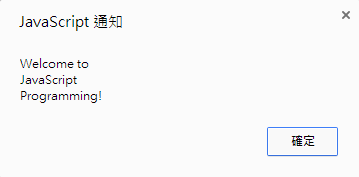 JavaScript 通知
Welcome to
JavaScript
Programming!
確定